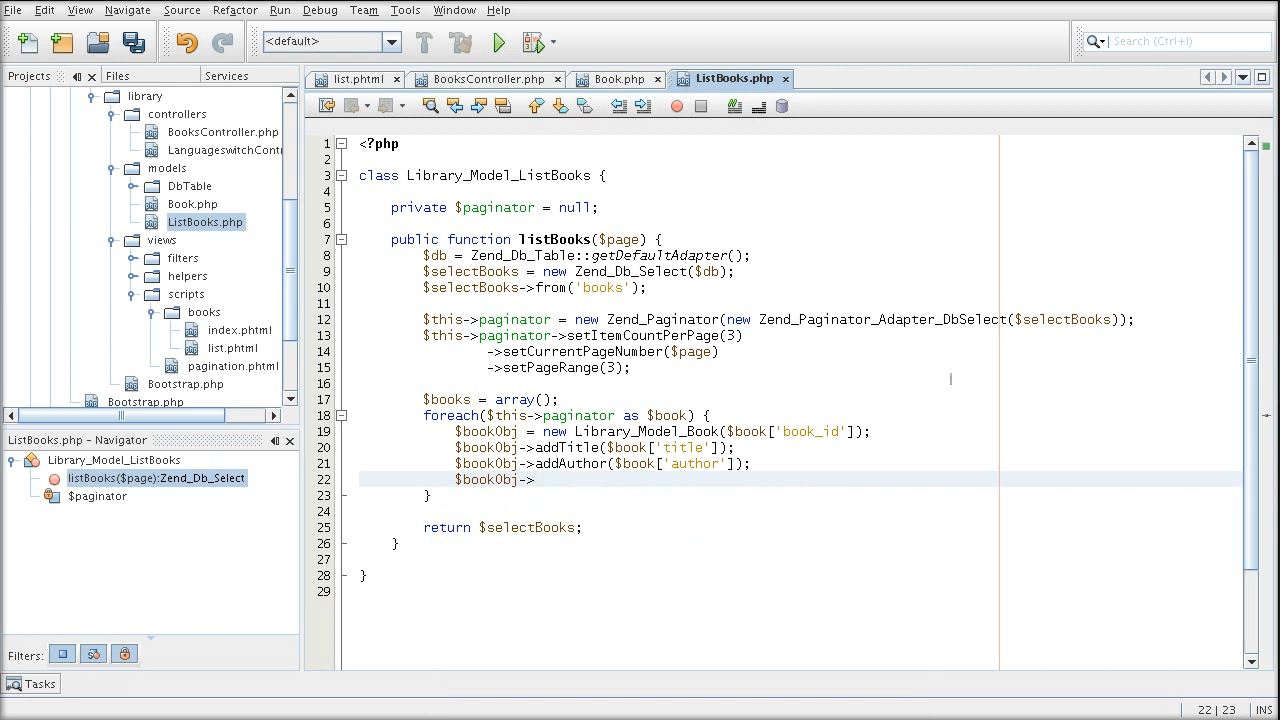 File Edit View Navigate Source Refactor Run Debug Team Tools Window Help
<default>
Search (Ctrl+I)
Projects Files Services
library
controllers
BooksController.php
LanguageswitchContr
models
DbTable
Book.php
ListBooks.php
views
filters
helpers
scripts
books
index.phtml
list.phtml
pagination.phtml
Bootstrap.php
Bootstrap.php
ListBooks.php - Navigator
Library_Model_ListBooks
listBooks($page):Zend_Db_Select
$paginator
Filters:
Tasks
list.phtml BooksController.php Book.php ListBooks.php
1 <?php
2
3 class Library_Model_ListBooks {
4
5 private $paginator = null;
6
7 public function listBooks($page) {
8 $db = Zend_Db_Table::getDefaultAdapter();
9 $selectBooks = new Zend_Db_Select($db);
10 $selectBooks->from('books');
11
12 $this->paginator = new Zend_Paginator(new Zend_Paginator_Adapter_DbSelect($selectBooks));
13 $this->paginator->setItemCountPerPage(3)
14 ->setCurrentPageNumber($page)
15 ->setPageRange(3);
16
17 $books = array();
18 foreach($this->paginator as $book) {
19 $bookObj = new Library_Model_Book($book['book_id']);
20 $bookObj->addTitle($book['title']);
21 $bookObj->addAuthor($book['author']);
22 $bookObj->
23 }
24
25 return $selectBooks;
26 }
27
28 }
29
22 | 23 INS